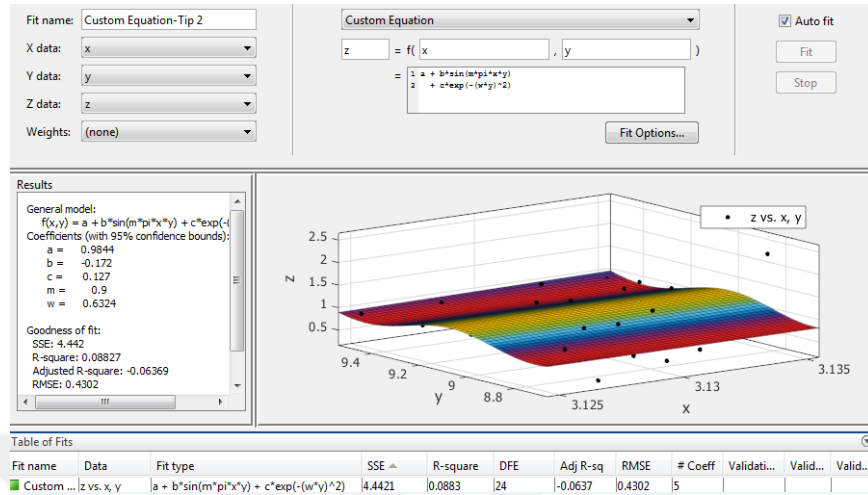 Fit name: Custom Equation-Tip 2
X data: x
Y data: y
Z data: z
Weights: (none)
Custom Equation
z = f( x , y )
= 1 a + b*sin(m*pi*x*y)
2 + c*exp(-(w*y)^2)
Fit Options...
Auto fit
Fit
Stop
Results
General model:
f(x,y) = a + b*sin(m*pi*x*y) + c*exp(-(
Coefficients (with 95% confidence bounds):
a = 0.9844
b = -0.172
c = 0.127
m = 0.9
w = 0.6324
Goodness of fit:
SSE: 4.442
R-square: 0.08827
Adjusted R-square: -0.06369
RMSE: 0.4302
z vs. x, y
2.5
2
1.5
1
0.5
z
9.4
9.2
9
8.8
y
3.125
3.13
3.135
x
Table of Fits
Fit name Data Fit type SSE R-square DFE Adj R-sq RMSE # Coeff Validati... Valid... Valid...
Custom ... z vs. x, y a + b*sin(m*pi*x*y) + c*exp(-(w*y)^2) 4.4421 0.0883 24 -0.0637 0.4302 5